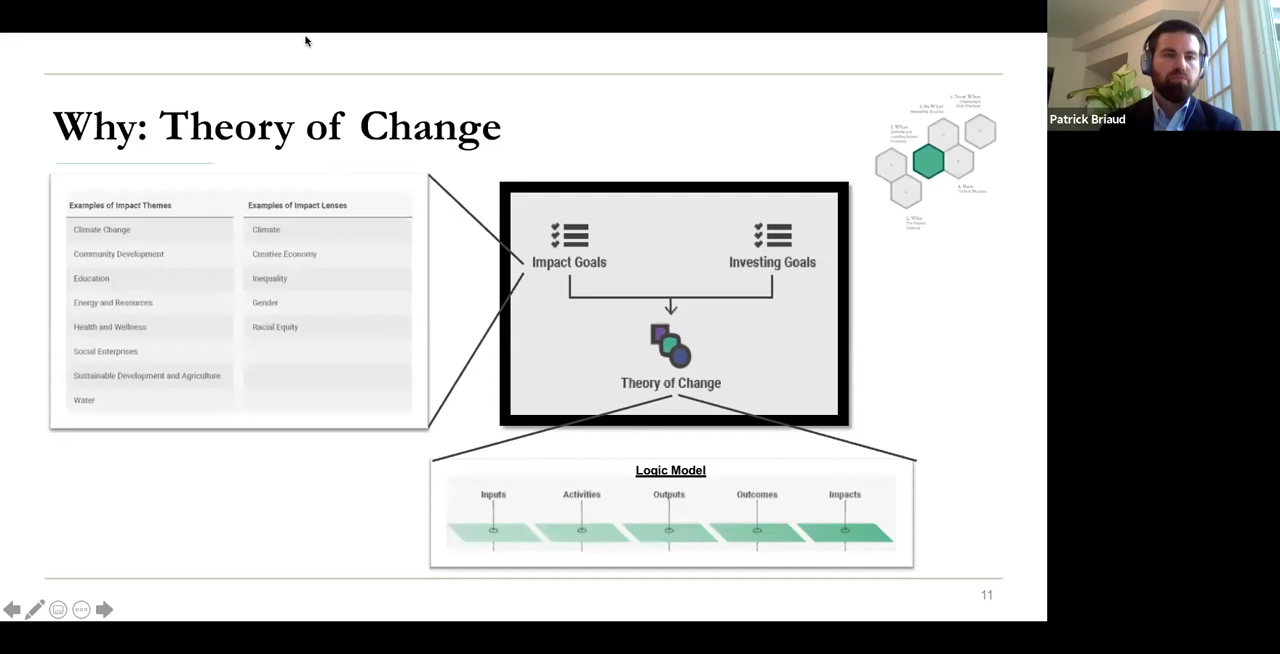 Why: Theory of Change
Examples of Impact Themes
Climate Change
Community Development
Education
Energy and Resources
Health and Wellness
Social Enterprises
Sustainable Development and Agriculture
Water
Examples of Impact Lenses
Climate
Creative Economy
Inequality
Gender
Racial Equity
Impact Goals
Investing Goals
Theory of Change
Logic Model
Inputs
Activities
Outputs
Outcomes
Impacts
11
Patrick Briaud